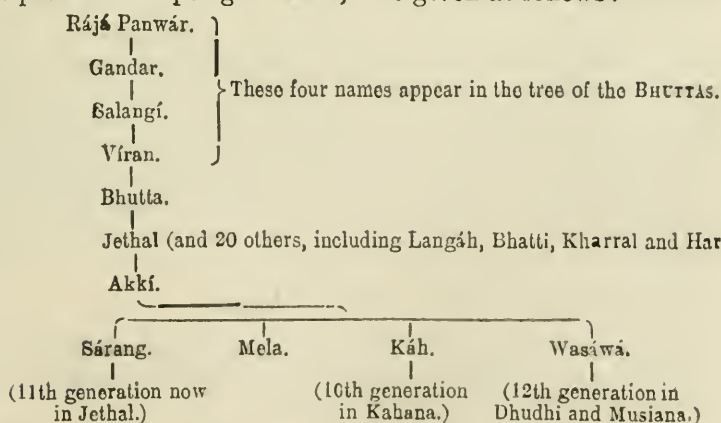 Rájá Panwár.
Gandar.
These four names appear in the tree of the BHUTTAS.
Salangí.
Víran.
Bhutta.
Jethal (and 20 others, including Langáh, Bhatti, Kharral and Har
Akkí.
Sárang. Mela. Káh. Wasáwá.
(11th generation now (10th generation (12th generation in
in Jethal.) in Kahana.) Dhudhi and Musiana.)